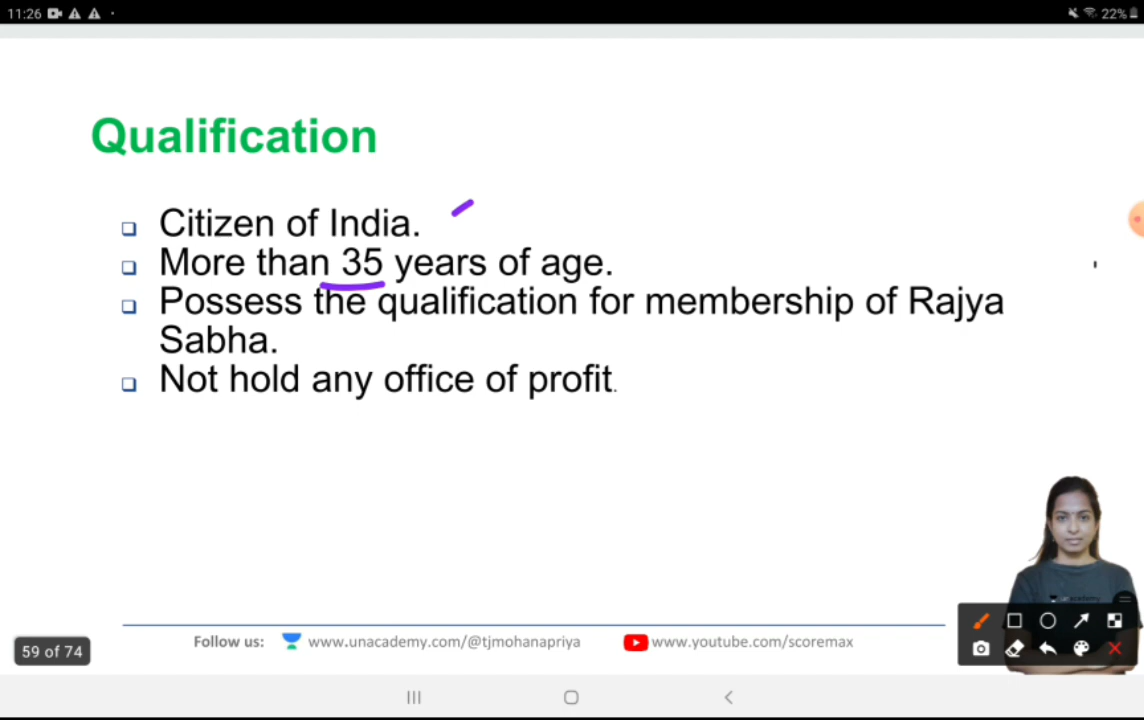 11:26
22%
Qualification
Citizen of India.
More than 35 years of age.
Possess the qualification for membership of Rajya
Sabha.
Not hold any office of profit.
Follow us: www.unacademy.com/@tjmohanapriya www.youtube.com/scoremax
59 of 74